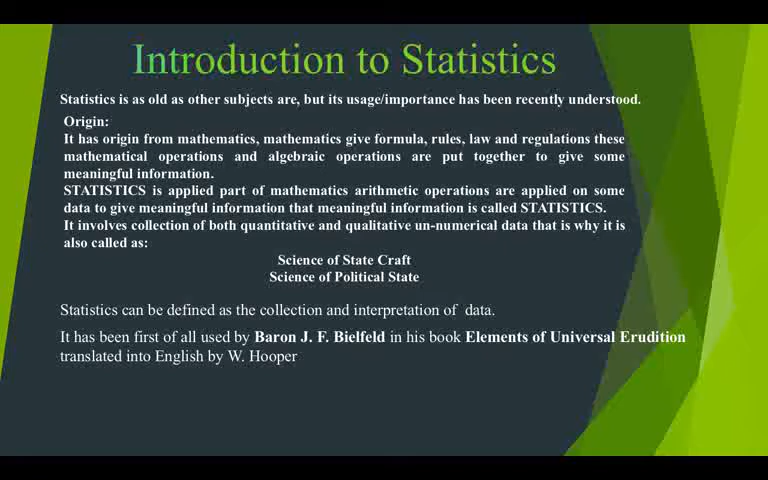 Introduction to Statistics
Statistics is as old as other subjects are, but its usage/importance has been recently understood.
Origin:
It has origin from mathematics, mathematics give formula, rules, law and regulations these
mathematical operations and algebraic operations are put together to give some
meaningful information.
STATISTICS is applied part of mathematics arithmetic operations are applied on some
data to give meaningful information that meaningful information is called STATISTICS.
It involves collection of both quantitative and qualitative un-numerical data that is why it is
also called as:
Science of State Craft
Science of Political State
Statistics can be defined as the collection and interpretation of data.
It has been first of all used by Baron J. F. Bielfeld in his book Elements of Universal Erudition
translated into English by W. Hooper